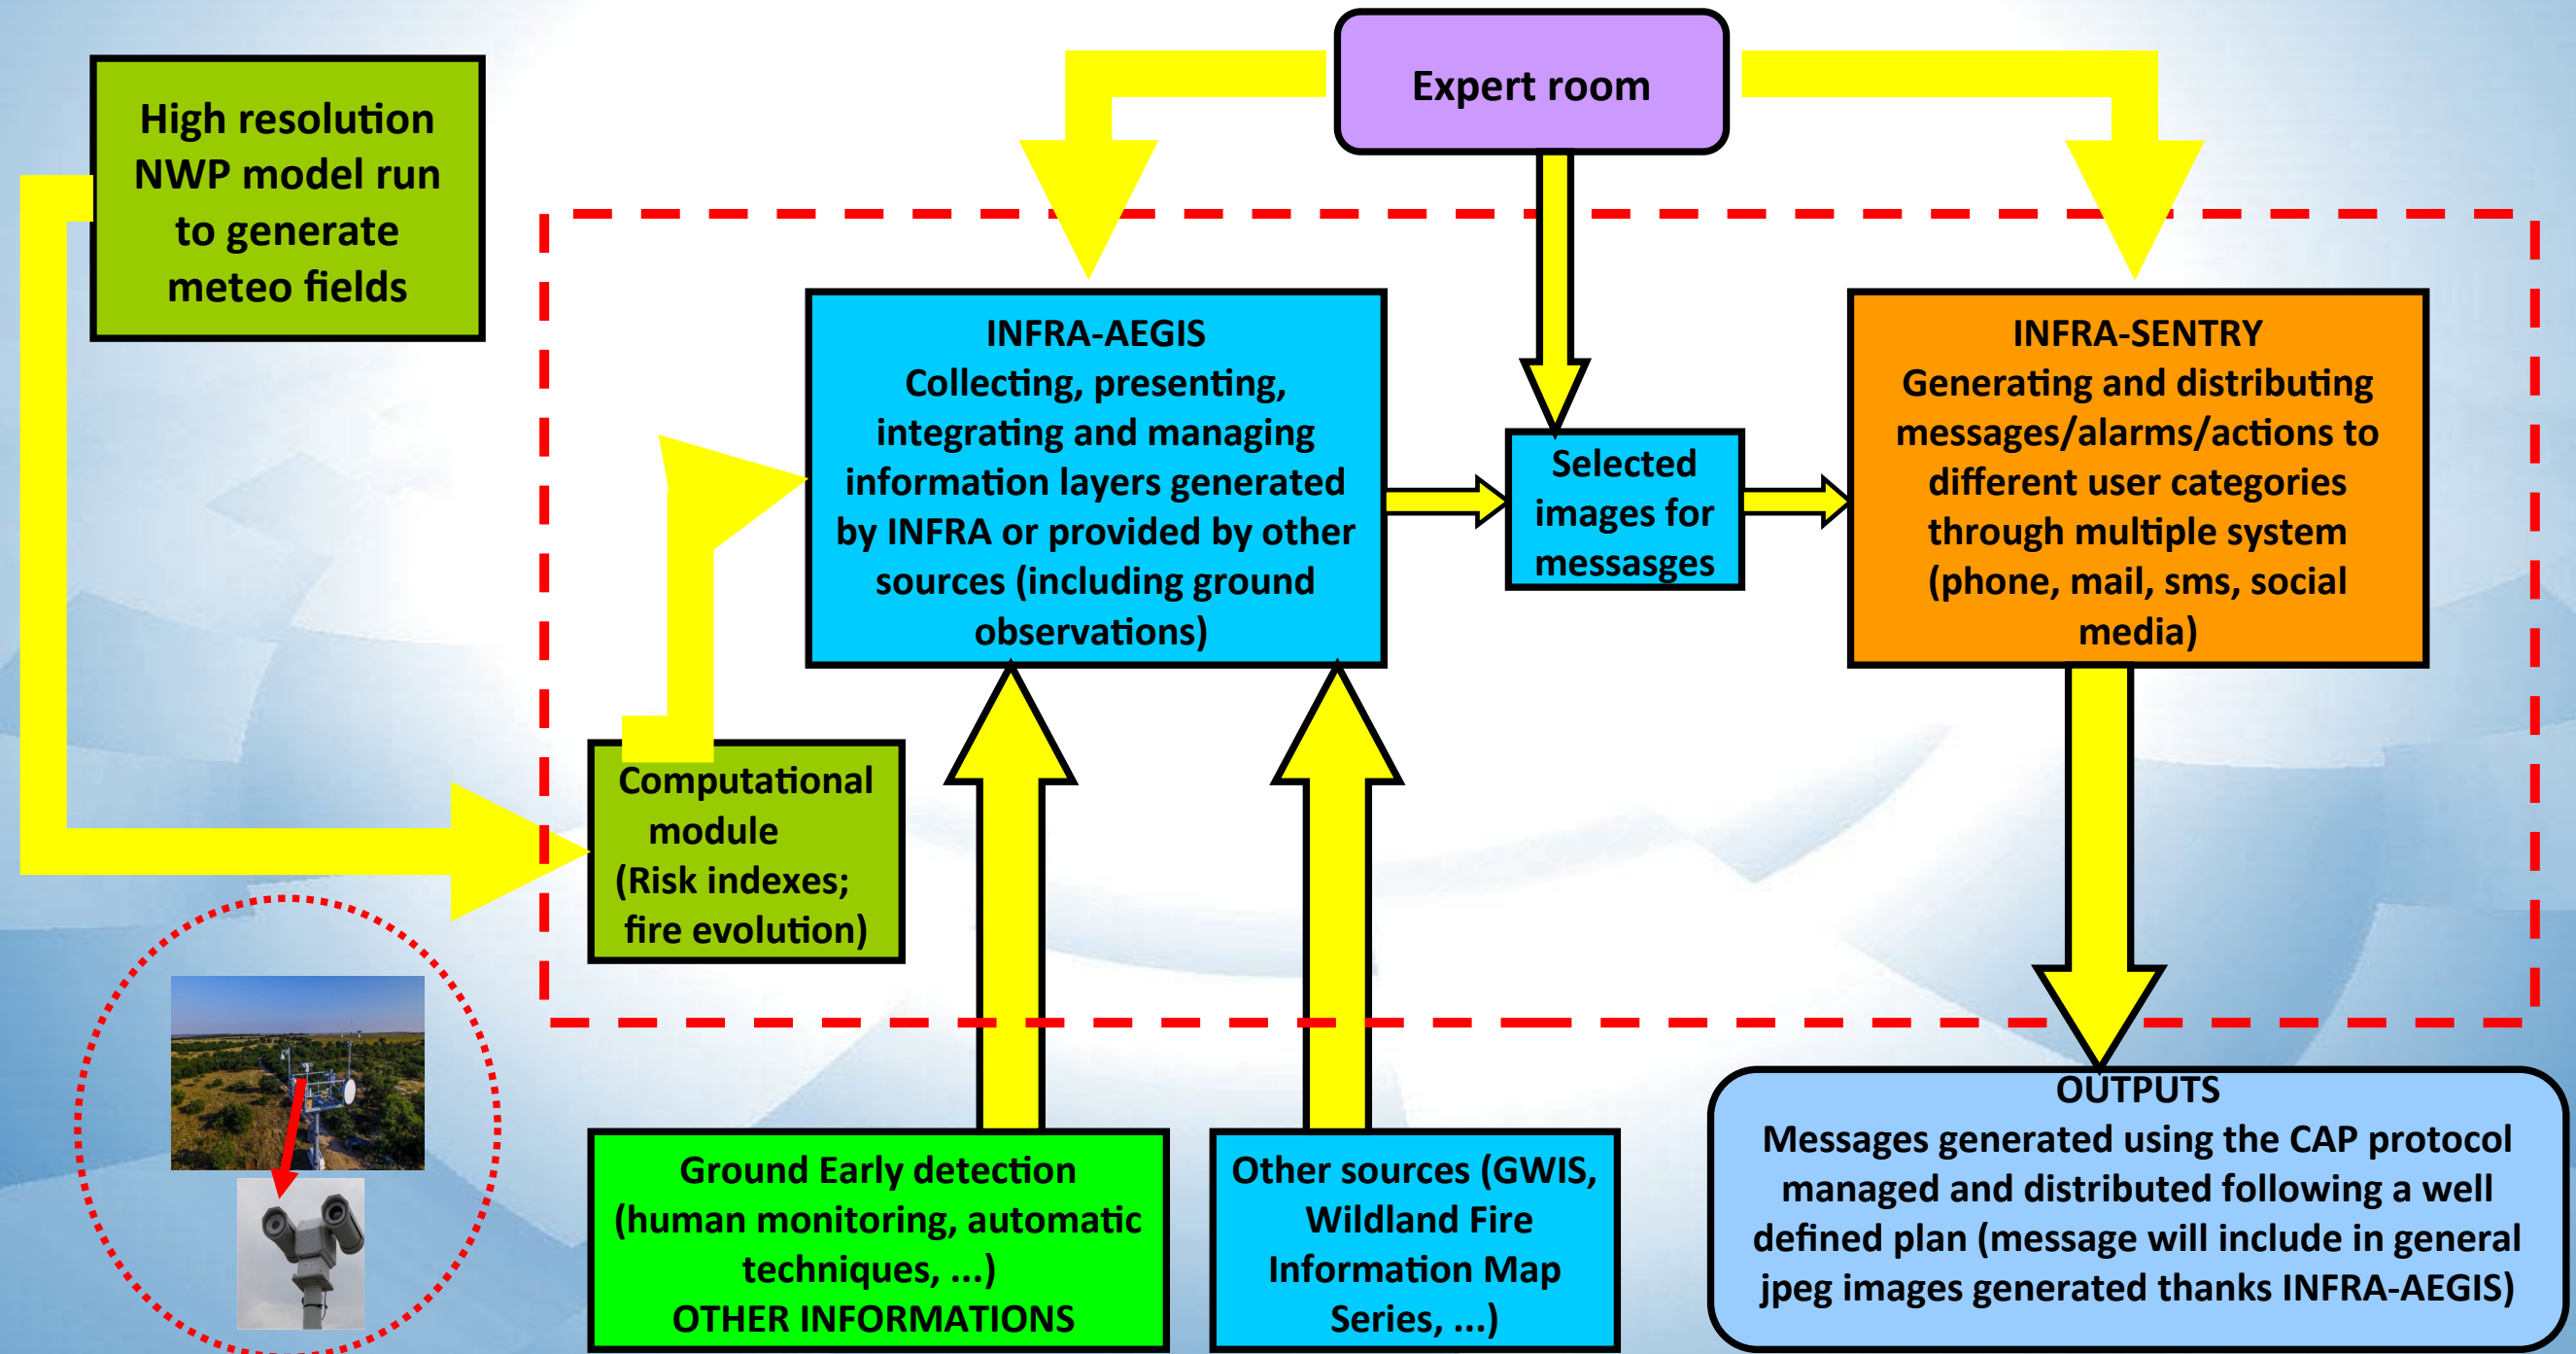 Expert room
High resolution
NWP model run
to generate
meteo fields
INFRA-AEGIS
Collecting, presenting,
integrating and managing
information layers generated
by INFRA or provided by other
sources (including ground
observations)
Selected
images for
messasges
INFRA-SENTRY
Generating and distributing
messages/alarms/actions to
different user categories
through multiple system
(phone, mail, sms, social
media)
Computational
module
(Risk indexes;
fire evolution)
Ground Early detection
(human monitoring, automatic
techniques, ...)
OTHER INFORMATIONS
Other sources (GWIS,
Wildland Fire
Information Map
Series, ...)
OUTPUTS
Messages generated using the CAP protocol
managed and distributed following a well
defined plan (message will include in general
jpeg images generated thanks INFRA-AEGIS)